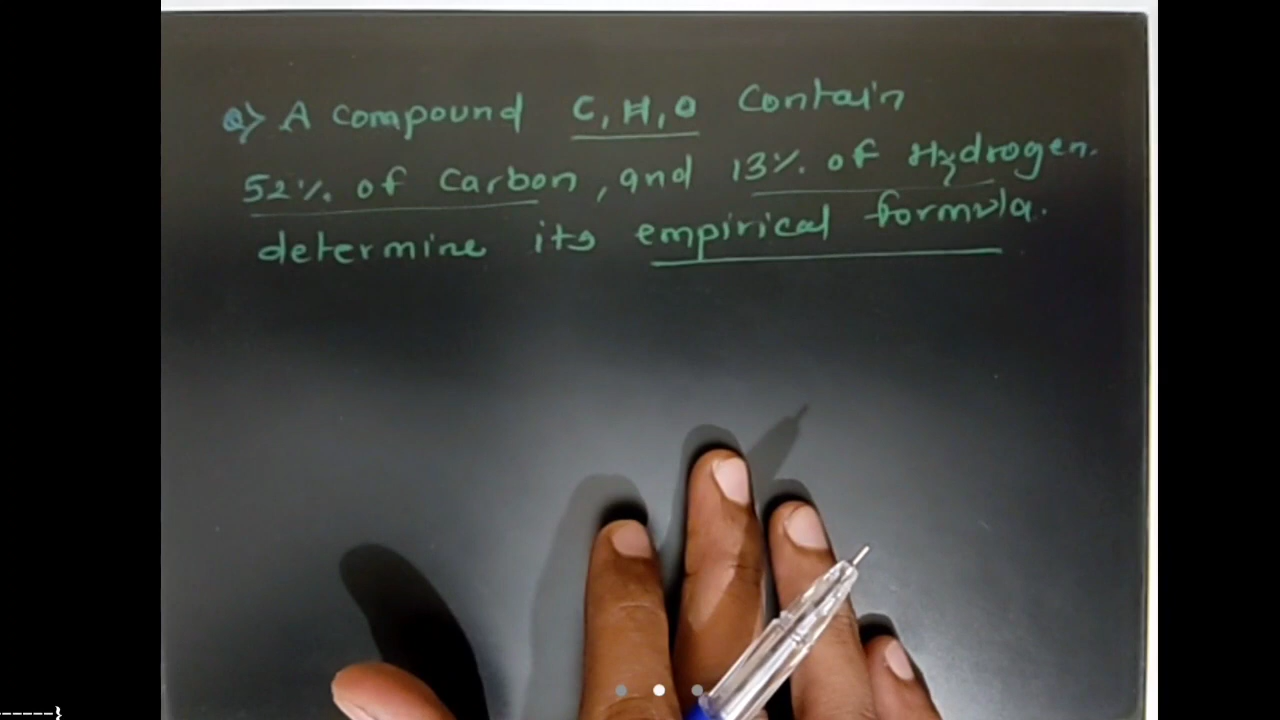 Q) A compound C, H, O Contain
52% of Carbon, and 13% of Hydrogen.
determine its empirical formula.
------}